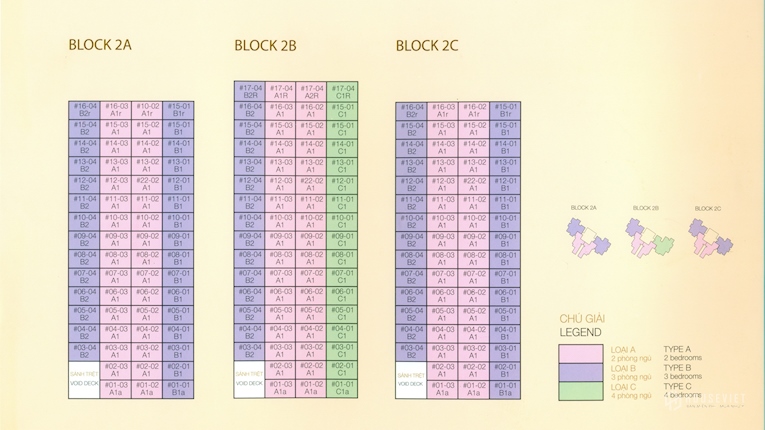 BLOCK 2A
#16-04 #16-03 #10-02 #15-01
B2r A1r A1r B1r
#15-04 #15-03 #15-02 #15-01
B2 A1 A1 B1
#14-04 #14-03 #14-02 #14-01
B2 A1 A1 B1
#13-04 #13-03 #13-02 #13-01
B2 A1 A1 B1
#12-04 #12-03 #22-02 #12-01
B2 A1 A1 B1
#11-04 #11-03 #11-02 #11-01
B2 A1 A1 B1
#10-04 #10-03 #10-02 #10-01
B2 A1 A1 B1
#09-04 #09-03 #09-02 #09-01
B2 A1 A1 B1
#08-04 #08-03 #08-02 #08-01
B2 A1 A1 B1
#07-04 #07-03 #07-02 #07-01
B2 A1 A1 B1
#06-04 #06-03 #06-02 #06-01
B2 A1 A1 B1
#05-04 #05-03 #05-02 #05-01
B2 A1 A1 B1
#04-04 #04-03 #04-02 #04-01
B2 A1 A1 B1
#03-04 #03-03 #03-02 #03-01
B2 A1 A1 B1
SẢNH TRỆT #02-03 #02-02 #02-01
A1 A1 B1
VOID DECK #01-03 #01-02 #01-01
A1a A1a B1a
BLOCK 2B
#17-04 #17-04 #17-04 #17-04
B2R A1R A2R C1R
#16-04 #16-03 #16-02 #15-01
B2 A1 A1 C1
#15-04 #15-03 #15-02 #15-01
B2 A1 A1 C1
#14-04 #14-03 #14-02 #14-01
B2 A1 A1 C1
#13-04 #13-03 #13-02 #13-01
B2 A1 A1 C1
#12-04 #12-03 #22-02 #12-01
B2 A1 A1 C1
#11-04 #11-03 #11-02 #11-01
B2 A1 A1 C1
#10-04 #10-03 #10-02 #10-01
B2 A1 A1 C1
#09-04 #09-03 #09-02 #09-01
B2 A1 A1 C1
#08-04 #08-03 #08-02 #08-01
B2 A1 A1 C1
#07-04 #07-03 #07-02 #07-01
B2 A1 A1 C1
#06-04 #06-03 #06-02 #06-01
B2 A1 A1 C1
#05-04 #05-03 #05-02 #05-01
B2 A1 A1 C1
#04-04 #04-03 #04-02 #04-01
B2 A1 A1 C1
#03-04 #03-03 #03-02 #03-01
B2 A1 A1 C1
SẢNH TRỆT #02-03 #02-02 #02-01
A1 A1 C1
VOID DECK #01-03 #01-02 #01-01
A1a A1a C1a
BLOCK 2C
#16-04 #16-03 #16-02 #15-01
B2r A1 A1 B1
#15-04 #15-03 #15-02 #15-01
B2 A1 A1 B1
#14-04 #14-03 #14-02 #14-01
B2 A1 A1 B1
#13-04 #13-03 #13-02 #13-01
B2 A1 A1 B1
#12-04 #12-03 #22-02 #12-01
B2 A1 A1 B1
#11-04 #11-03 #11-02 #11-01
B2 A1 A1 B1
#10-04 #10-03 #10-02 #10-01
B2 A1 A1 B1
#09-04 #09-03 #09-02 #09-01
B2 A1 A1 B1
#08-04 #08-03 #08-02 #08-01
B2 A1 A1 B1
#07-04 #07-03 #07-02 #07-01
B2 A1 A1 B1
#06-04 #06-03 #06-02 #06-01
B2 A1 A1 B1
#05-04 #05-03 #05-02 #05-01
B2 A1 A1 B1
#04-04 #04-03 #04-02 #04-01
B2 A1 A1 B1
#03-04 #03-03 #03-02 #03-01
B2 A1 A1 B1
SẢNH TRỆT #02-03 #02-02 #02-01
A1 A1 B1
VOID DECK #01-03 #01-02 #01-01
A1a A1a B1a
BLOCK 2A BLOCK 2B BLOCK 2C
CHÚ GIẢI
LEGEND
LOẠI A TYPE A
2 phòng ngủ 2 bedrooms
LOẠI B TYPE B
3 phòng ngủ 3 bedrooms
LOẠI C TYPE C
4 phòng ngủ 4 bedrooms